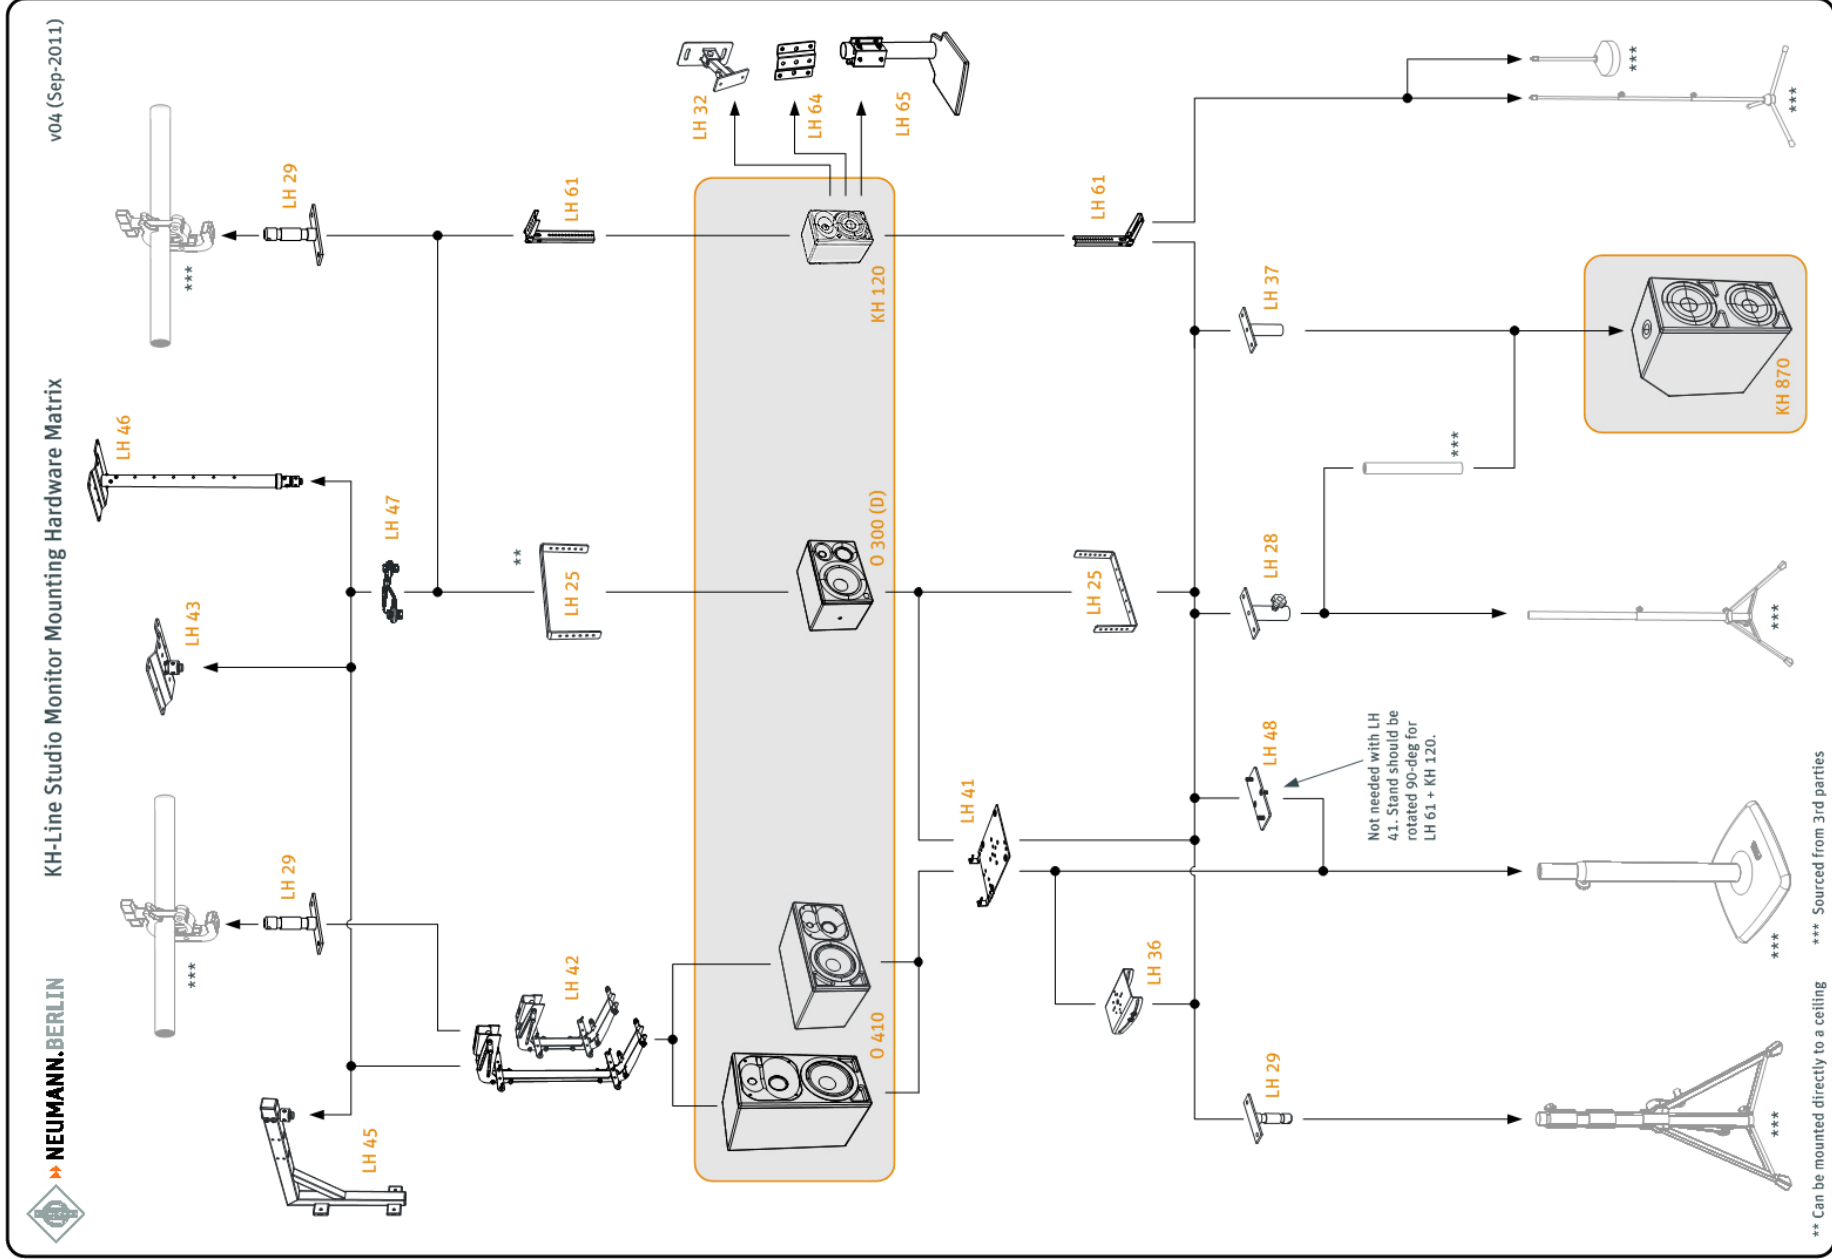 NEUMANN.BERLIN
KH-Line Studio Monitor Mounting Hardware Matrix
v04 (Sep-2011)
LH 45
LH 29
***
LH 43
LH 46
LH 29
***
LH 42
LH 47
LH 25
**
LH 61
LH 32
LH 64
LH 65
O 410
O 300 (D)
KH 120
LH 41
LH 25
LH 61
LH 36
LH 29
LH 48
LH 28
LH 37
Not needed with LH
41. Stand should be
rotated 90-deg for
LH 61 + KH 120.
***
KH 870
***
***
***
***
***
***
** Can be mounted directly to a ceiling
*** Sourced from 3rd parties